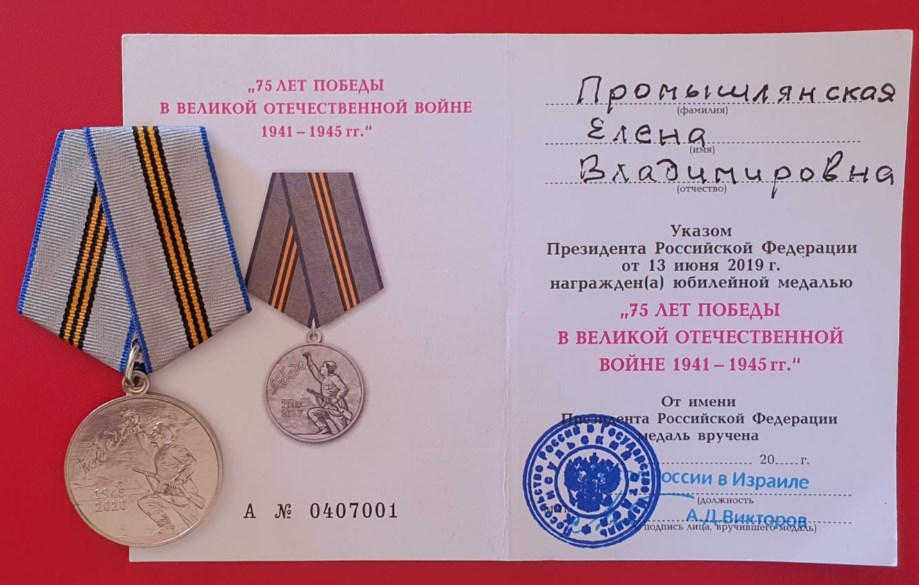 „75 ЛЕТ ПОБЕДЫ
В ВЕЛИКОЙ ОТЕЧЕСТВЕННОЙ ВОЙНЕ
1941 – 1945 гг.“
1945
2020
А № 0407001
Промышлянская
(фамилия)
Елена
(имя)
Владимировна
(отчество)
Указом
Президента Российской Федерации
от 13 июня 2019 г.
награжден(а) юбилейной медалью
„75 ЛЕТ ПОБЕДЫ
В ВЕЛИКОЙ ОТЕЧЕСТВЕННОЙ
ВОЙНЕ 1941 – 1945 гг.“
От имени
Президента Российской Федерации
медаль вручена
20 г.
России в Израиле
(должность
А.Д.Викторов
подпись лица, вручившего медаль)